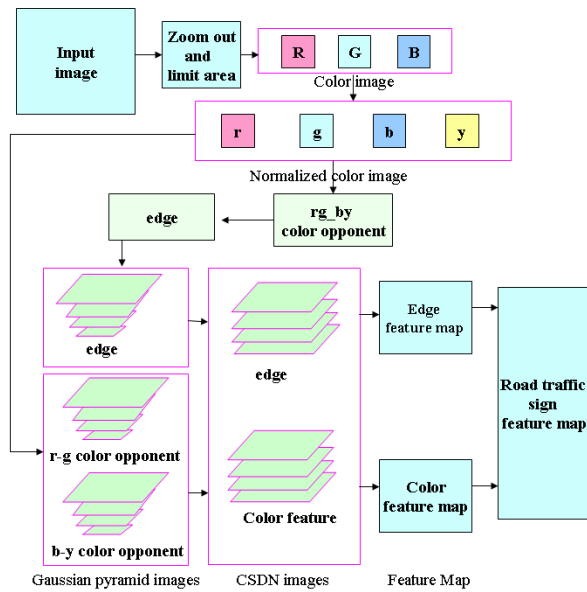 Input
image
Zoom out
and
limit area
R G B
Color image
r g b y
Normalized color image
edge
rg_by
color opponent
edge
edge
Edge
feature map
Road traffic
sign
feature map
r-g color opponent
b-y color opponent
Color feature
Color
feature map
Gaussian pyramid images
CSDN images
Feature Map